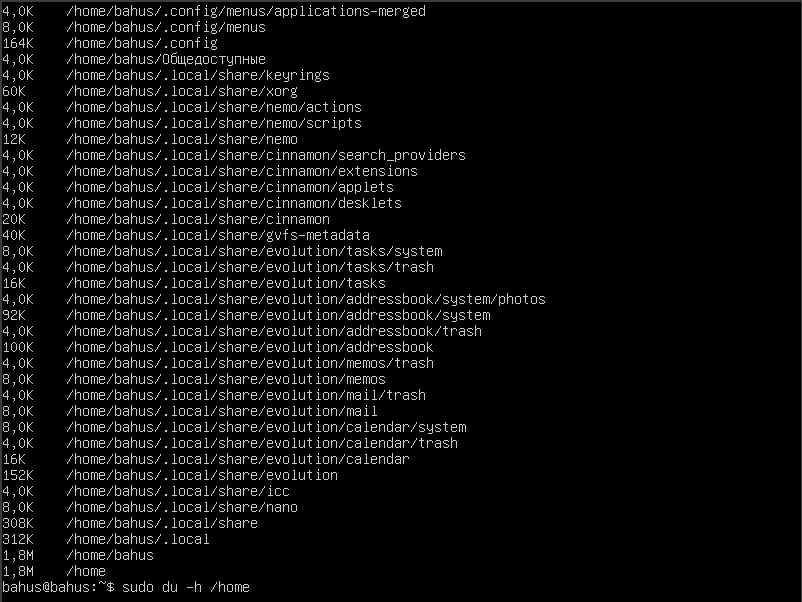 4,0K    /home/bahus/.config/menus/applications-merged
8,0K    /home/bahus/.config/menus
164K    /home/bahus/.config
4,0K    /home/bahus/Общедоступные
4,0K    /home/bahus/.local/share/keyrings
60K     /home/bahus/.local/share/xorg
4,0K    /home/bahus/.local/share/nemo/actions
4,0K    /home/bahus/.local/share/nemo/scripts
12K     /home/bahus/.local/share/nemo
4,0K    /home/bahus/.local/share/cinnamon/search_providers
4,0K    /home/bahus/.local/share/cinnamon/extensions
4,0K    /home/bahus/.local/share/cinnamon/applets
4,0K    /home/bahus/.local/share/cinnamon/desklets
20K     /home/bahus/.local/share/cinnamon
40K     /home/bahus/.local/share/gvfs-metadata
8,0K    /home/bahus/.local/share/evolution/tasks/system
4,0K    /home/bahus/.local/share/evolution/tasks/trash
16K     /home/bahus/.local/share/evolution/tasks
4,0K    /home/bahus/.local/share/evolution/addressbook/system/photos
92K     /home/bahus/.local/share/evolution/addressbook/system
4,0K    /home/bahus/.local/share/evolution/addressbook/trash
100K    /home/bahus/.local/share/evolution/addressbook
4,0K    /home/bahus/.local/share/evolution/memos/trash
8,0K    /home/bahus/.local/share/evolution/memos
4,0K    /home/bahus/.local/share/evolution/mail/trash
8,0K    /home/bahus/.local/share/evolution/mail
8,0K    /home/bahus/.local/share/evolution/calendar/system
4,0K    /home/bahus/.local/share/evolution/calendar/trash
16K     /home/bahus/.local/share/evolution/calendar
152K    /home/bahus/.local/share/evolution
4,0K    /home/bahus/.local/share/icc
8,0K    /home/bahus/.local/share/nano
308K    /home/bahus/.local/share
312K    /home/bahus/.local
1,8M    /home/bahus
1,8M    /home
bahus@bahus:~$ sudo du -h /home